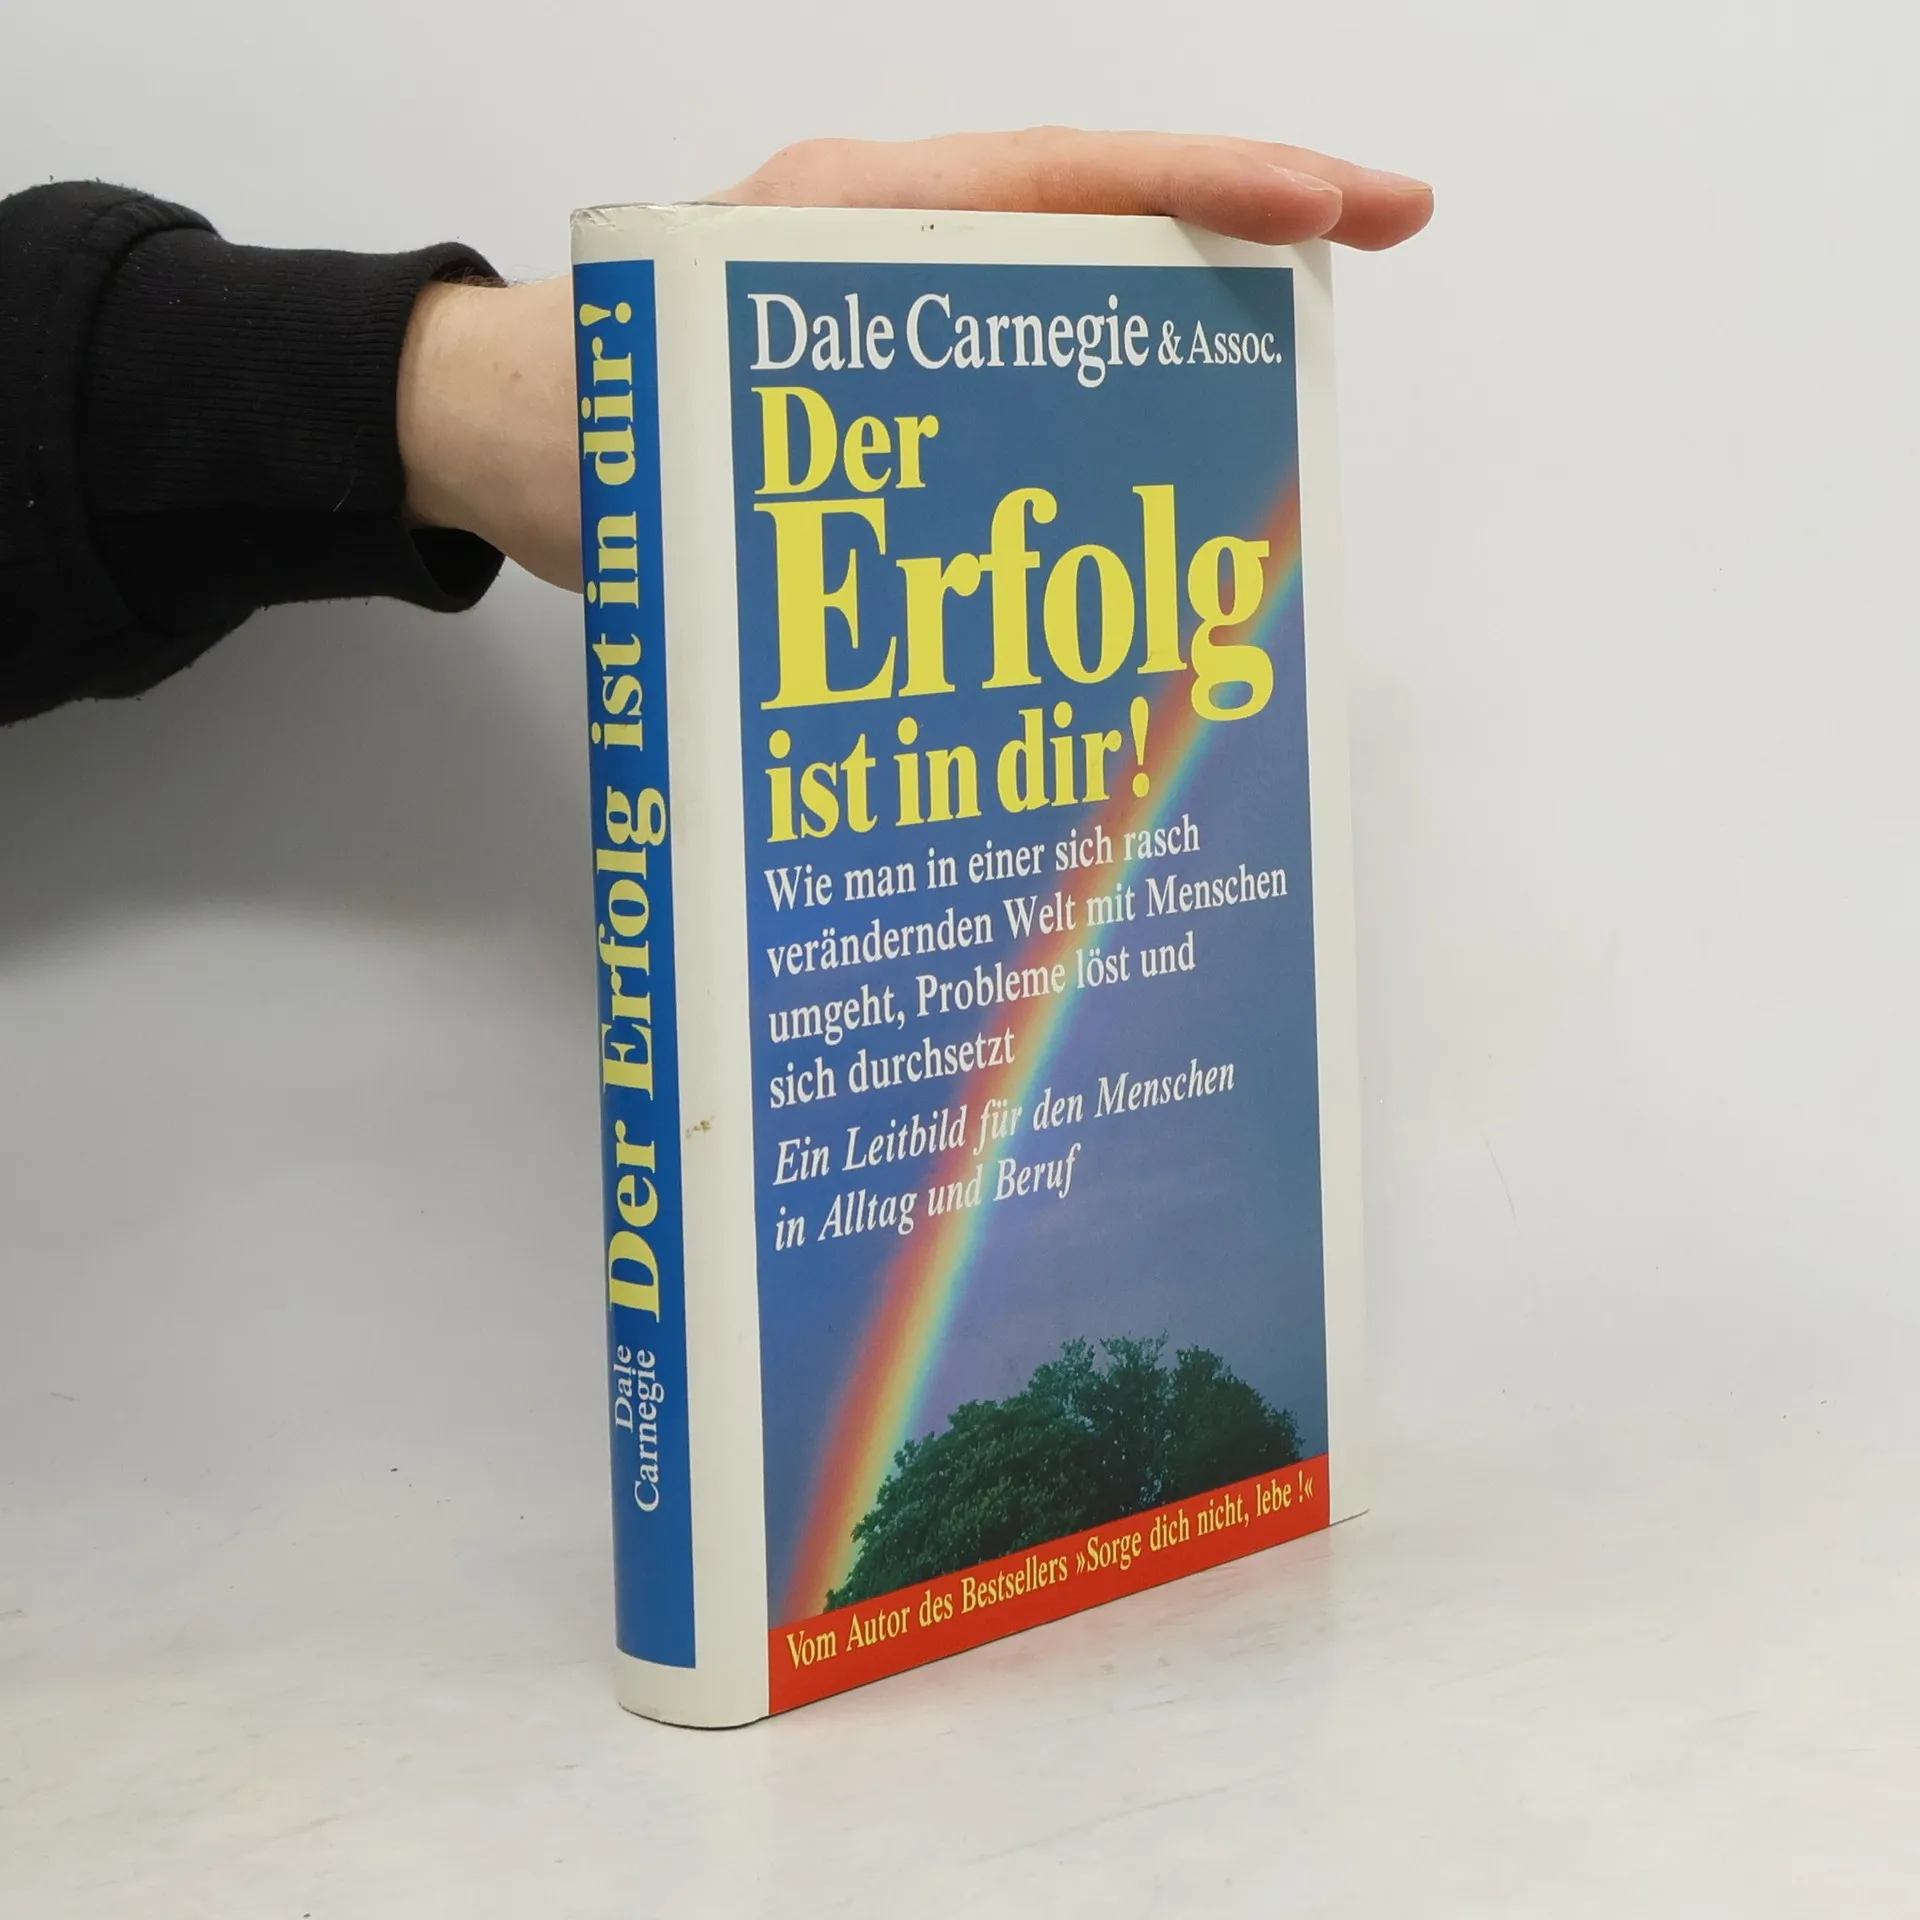 Der Erfolg ist in dir!
Dale
Carnegie
Dale Carnegie & Assoc.
Der
Erfolg
ist in dir!
Wie man in einer sich rasch
verändernden Welt mit Menschen
umgeht, Probleme löst und
sich durchsetzt
Ein Leitbild für den Menschen
in Alltag und Beruf
Vom Autor des Bestsellers »Sorge dich nicht, lebe!«